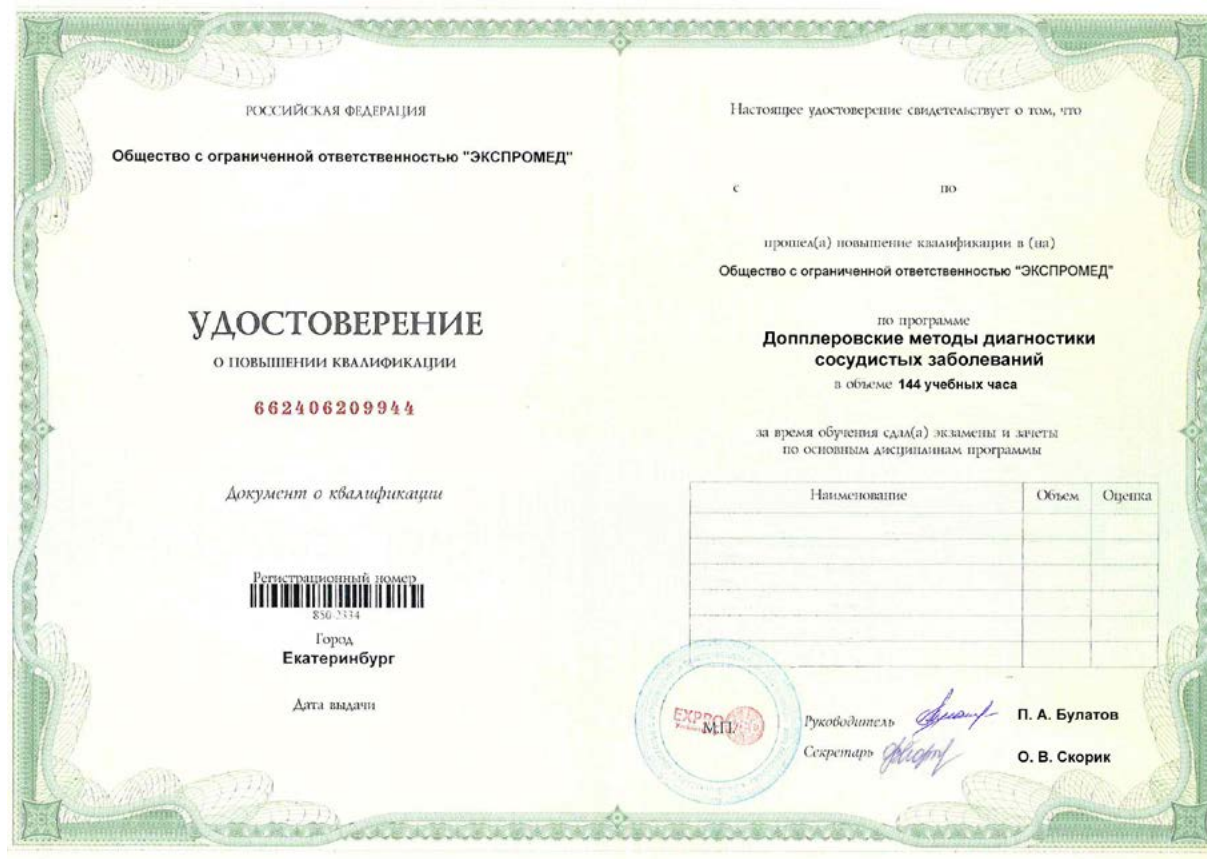 РОССИЙСКАЯ ФЕДЕРАЦИЯ
Общество с ограниченной ответственностью "ЭКСПРОМЕД"
УДОСТОВЕРЕНИЕ
О ПОВЫШЕНИИ КВАЛИФИКАЦИИ
662406209944
Документ о квалификации
Регистрационный номер
850-2334
Город
Екатеринбург
Дата выдачи
Настоящее удостоверение свидетельствует о том, что
с по
прошел(а) повышение квалификации в (на)
Общество с ограниченной ответственностью "ЭКСПРОМЕД"
по программе
Допплеровские методы диагностики
сосудистых заболеваний
в объеме 144 учебных часа
за время обучения сдал(а) экзамены и зачеты
по основным дисциплинам программы
Наименование Объем Оценка
М.П.
Руководитель П. А. Булатов
Секретарь О. В. Скорик